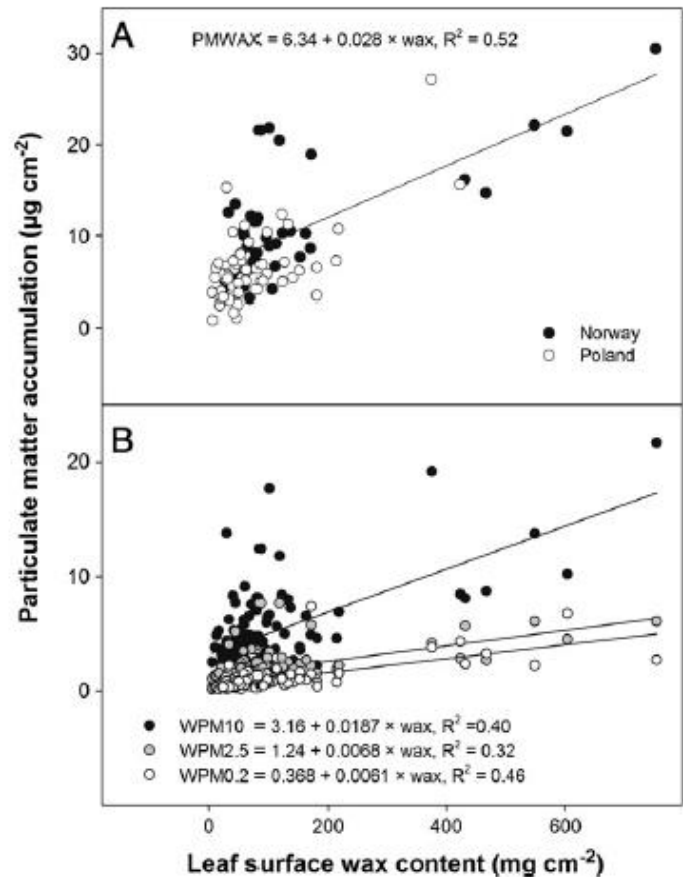 A
PMWAX = 6.34 + 0.028 × wax, R² = 0.52
30
20
10
0
Norway
Poland
Particulate matter accumulation (µg cm⁻²)
B
20
10
0
WPM10 = 3.16 + 0.0187 × wax, R² =0.40
WPM2.5 = 1.24 + 0.0068 × wax, R² = 0.32
WPM0.2 = 0.368 + 0.0061 × wax, R² = 0.46
0 200 400 600
Leaf surface wax content (mg cm⁻²)